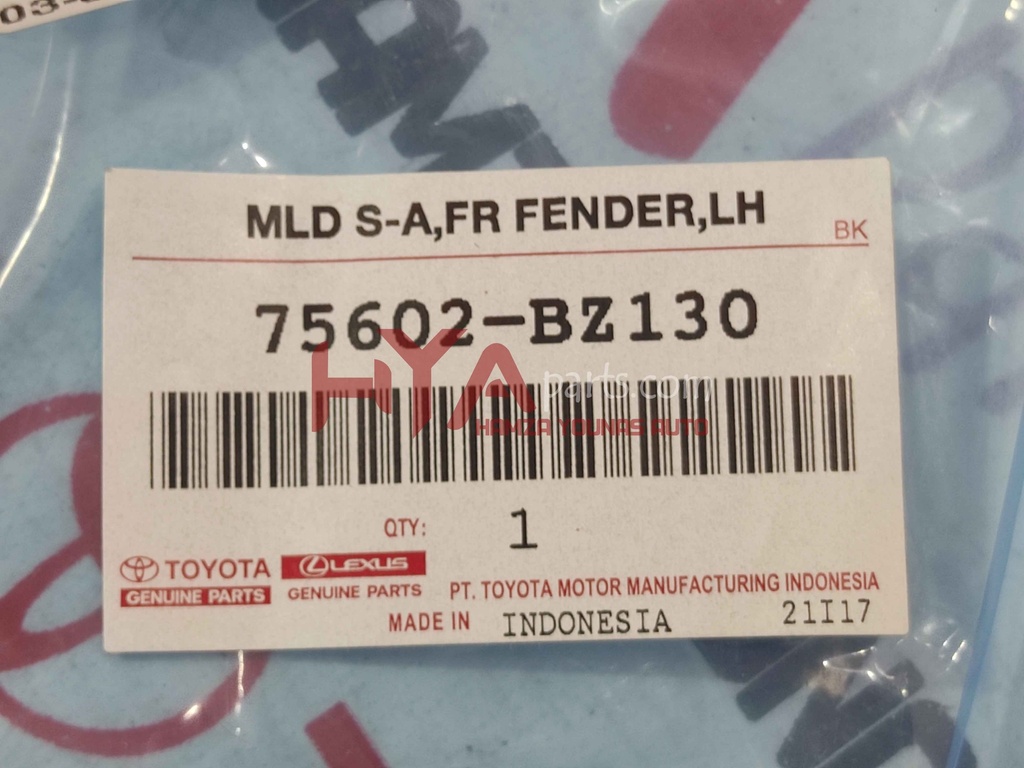 MLD S-A,FR FENDER,LH
BK
75602-BZ130
HYA parts.com
HAMZA YOUNAS AUTO
QTY: 1
TOYOTA
GENUINE PARTS
LEXUS
GENUINE PARTS
PT. TOYOTA MOTOR MANUFACTURING INDONESIA
MADE IN INDONESIA
21I17